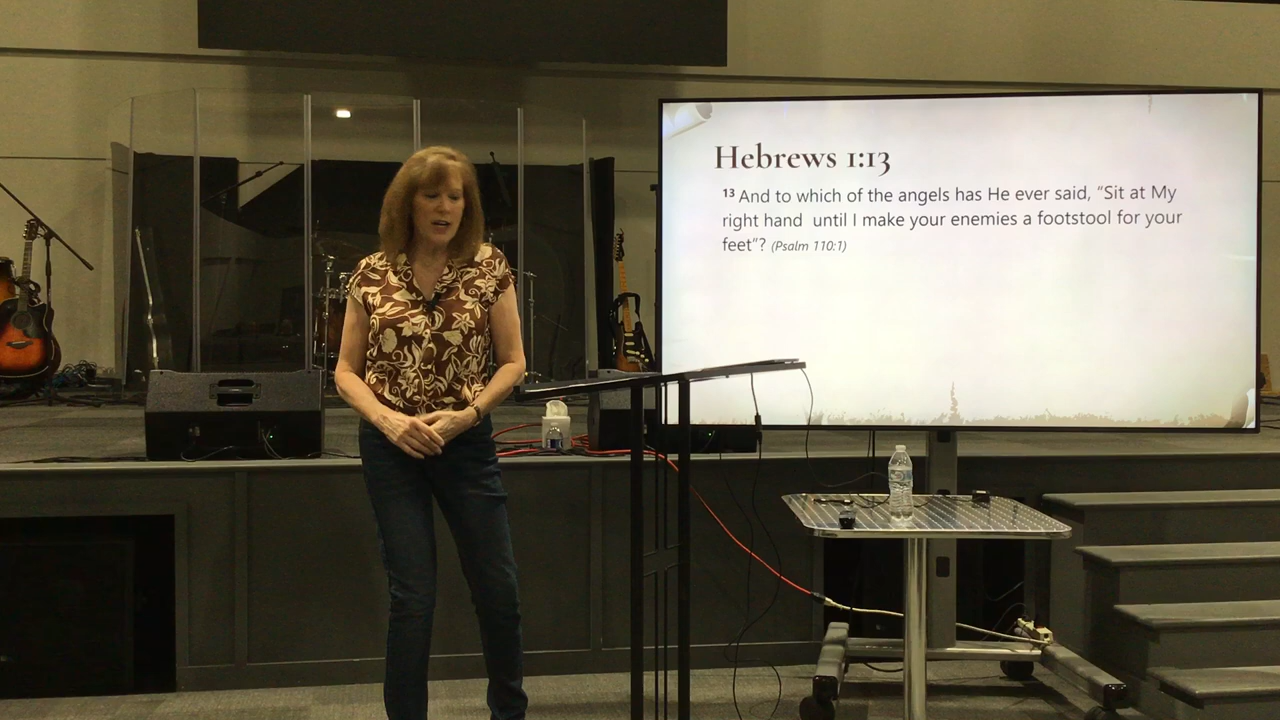 Hebrews 1:13
13 And to which of the angels has He ever said, “Sit at My
right hand until I make your enemies a footstool for your
feet”? (Psalm 110:1)